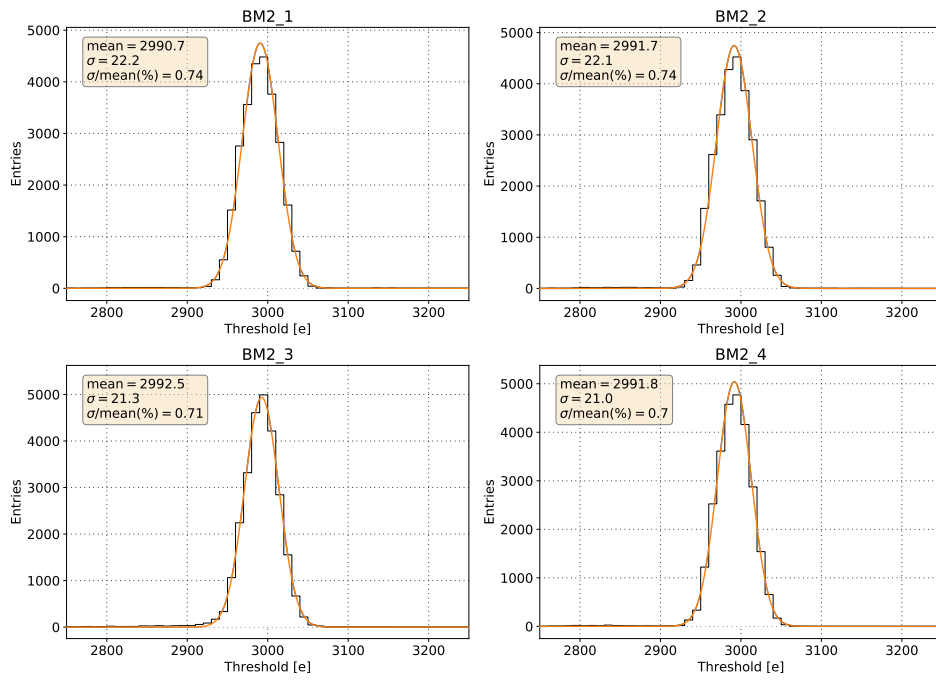 BM2_1
mean = 2990.7
σ = 22.2
σ/mean(%) = 0.74
5000
4000
3000
2000
1000
0
Entries
2800 2900 3000 3100 3200
Threshold [e]
BM2_2
mean = 2991.7
σ = 22.1
σ/mean(%) = 0.74
5000
4000
3000
2000
1000
0
Entries
2800 2900 3000 3100 3200
Threshold [e]
BM2_3
mean = 2992.5
σ = 21.3
σ/mean(%) = 0.71
5000
4000
3000
2000
1000
0
Entries
2800 2900 3000 3100 3200
Threshold [e]
BM2_4
mean = 2991.8
σ = 21.0
σ/mean(%) = 0.7
5000
4000
3000
2000
1000
0
Entries
2800 2900 3000 3100 3200
Threshold [e]